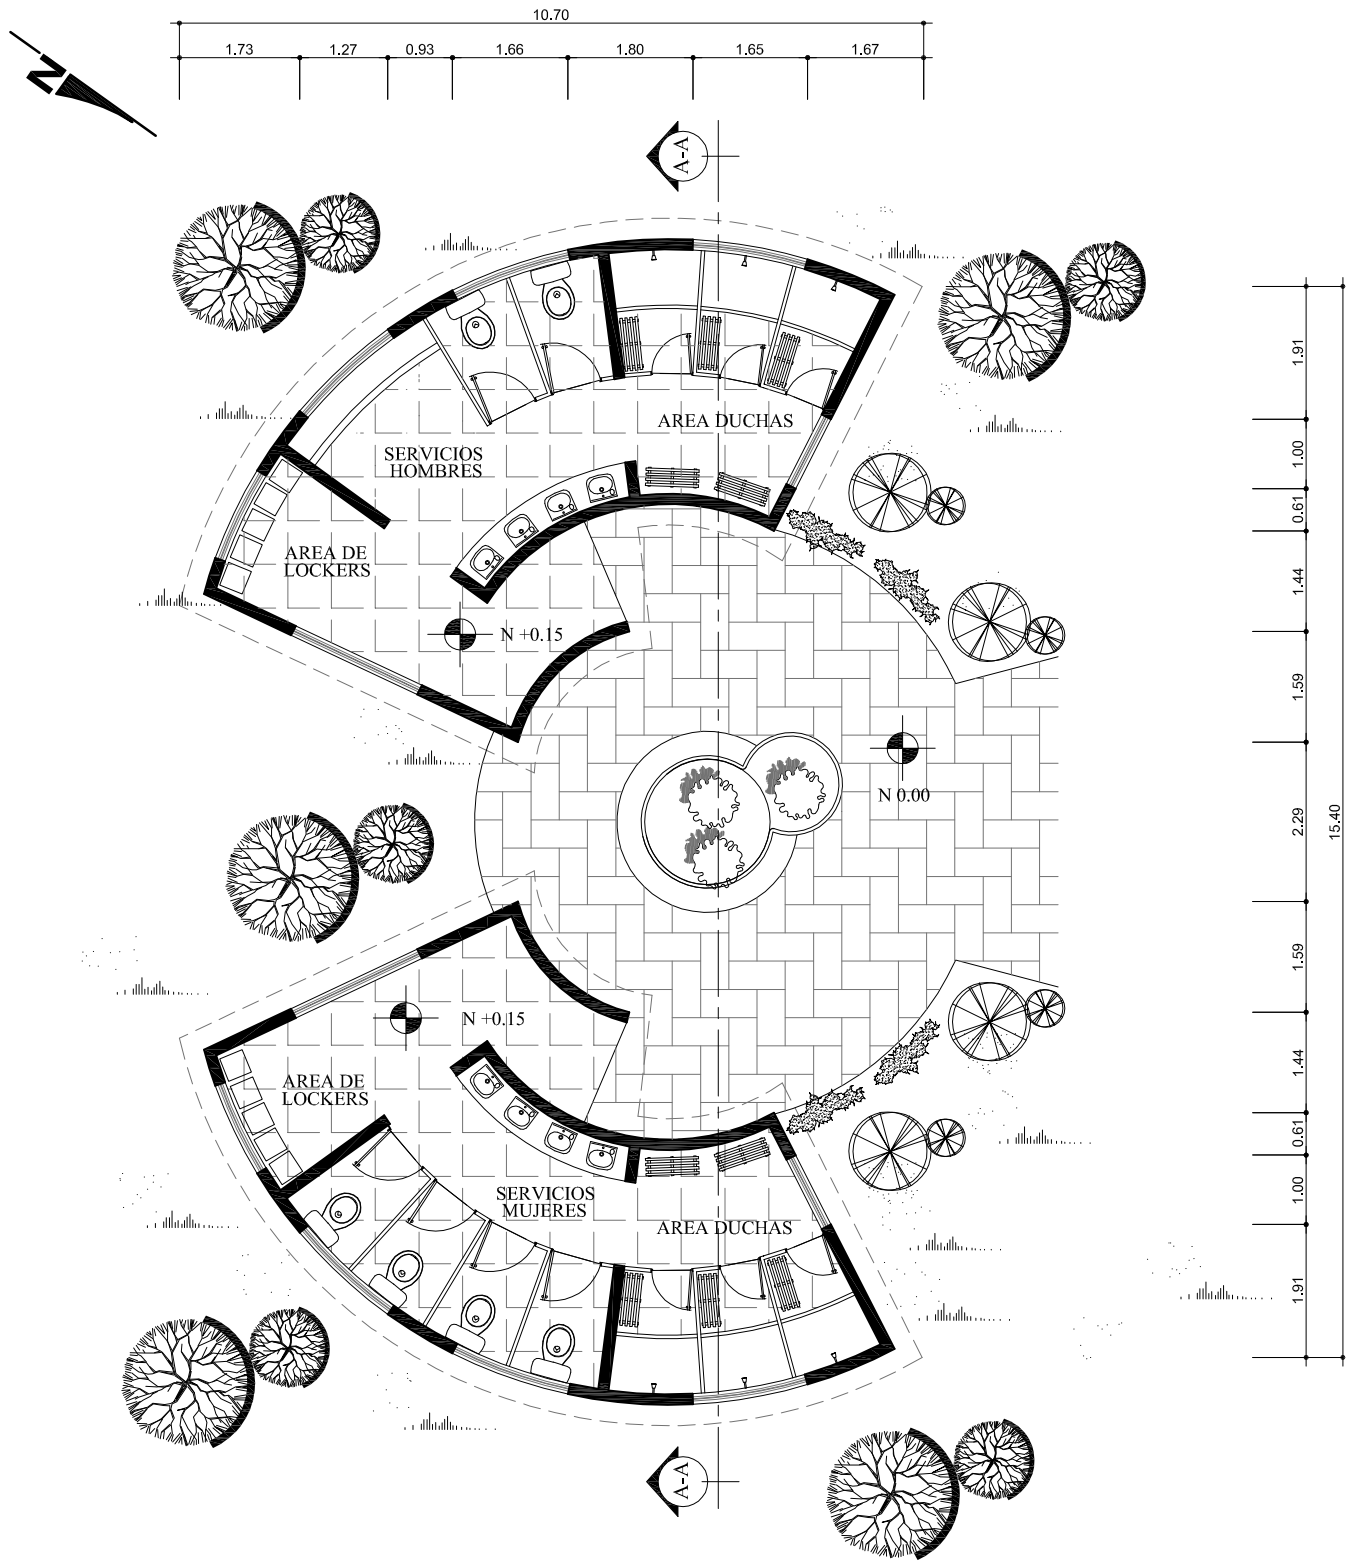 10.70
1.73 1.27 0.93 1.66 1.80 1.65 1.67
N
A-A
AREA DUCHAS
SERVICIOS
HOMBRES
AREA DE
LOCKERS
N +0.15
N 0.00
N +0.15
AREA DE
LOCKERS
SERVICIOS
MUJERES
AREA DUCHAS
A-A
1.91
1.00
0.61
1.44
1.59
2.29
1.59
1.44
0.61
1.00
1.91
15.40